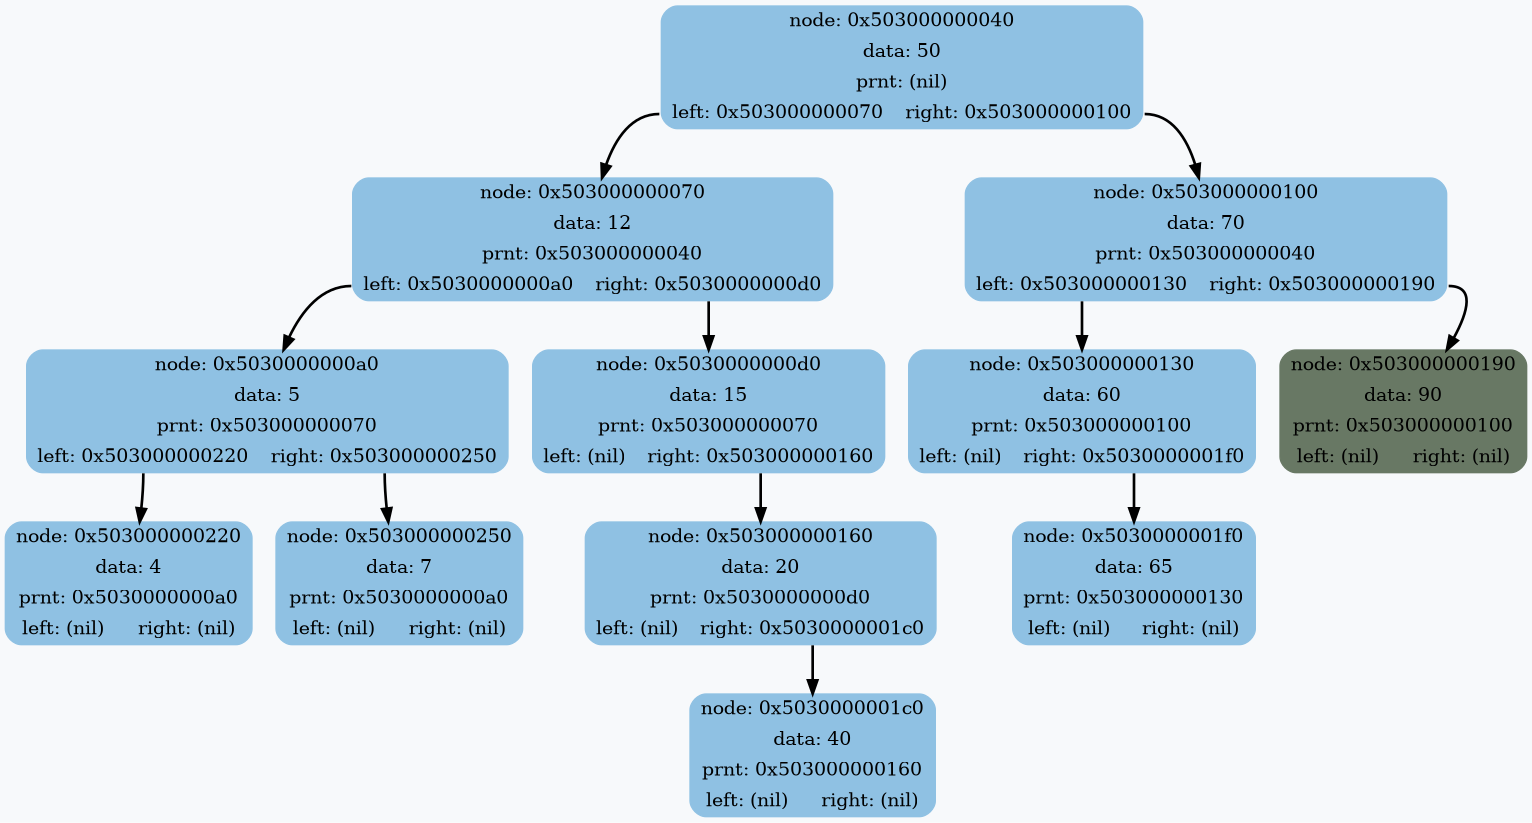 node: 0x503000000040
data: 50
prnt: (nil)
left: 0x503000000070 right: 0x503000000100
node: 0x503000000070
data: 12
prnt: 0x503000000040
left: 0x5030000000a0 right: 0x5030000000d0
node: 0x503000000100
data: 70
prnt: 0x503000000040
left: 0x503000000130 right: 0x503000000190
node: 0x5030000000a0
data: 5
prnt: 0x503000000070
left: 0x503000000220 right: 0x503000000250
node: 0x5030000000d0
data: 15
prnt: 0x503000000070
left: (nil) right: 0x503000000160
node: 0x503000000130
data: 60
prnt: 0x503000000100
left: (nil) right: 0x5030000001f0
node: 0x503000000190
data: 90
prnt: 0x503000000100
left: (nil) right: (nil)
node: 0x503000000220
data: 4
prnt: 0x5030000000a0
left: (nil) right: (nil)
node: 0x503000000250
data: 7
prnt: 0x5030000000a0
left: (nil) right: (nil)
node: 0x503000000160
data: 20
prnt: 0x5030000000d0
left: (nil) right: 0x5030000001c0
node: 0x5030000001f0
data: 65
prnt: 0x503000000130
left: (nil) right: (nil)
node: 0x5030000001c0
data: 40
prnt: 0x503000000160
left: (nil) right: (nil)